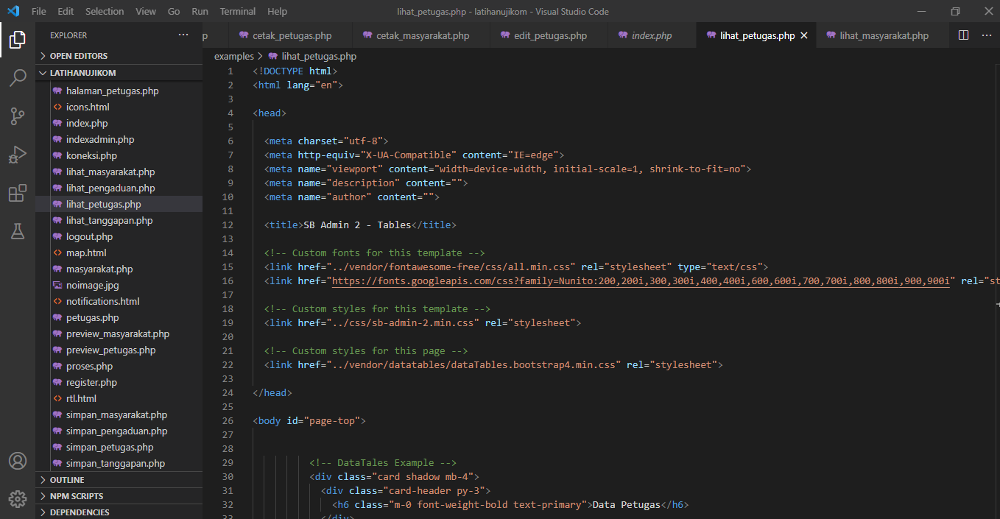 File Edit Selection View Go Run Terminal Help
lihat_petugas.php - latihanujikom - Visual Studio Code
EXPLORER
OPEN EDITORS
LATIHANUJIKOM
halaman_petugas.php
icons.html
index.php
indexadmin.php
koneksi.php
lihat_masyarakat.php
lihat_pengaduan.php
lihat_petugas.php
lihat_tanggapan.php
logout.php
map.html
masyarakat.php
noimage.jpg
notifications.html
petugas.php
preview_masyarakat.php
preview_petugas.php
proses.php
register.php
rtl.html
simpan_masyarakat.php
simpan_pengaduan.php
simpan_petugas.php
simpan_tanggapan.php
OUTLINE
NPM SCRIPTS
DEPENDENCIES
p cetak_petugas.php cetak_masyarakat.php edit_petugas.php index.php lihat_petugas.php lihat_masyarakat.php
examples > lihat_petugas.php
1 <!DOCTYPE html>
2 <html lang="en">
3
4 <head>
5
6 <meta charset="utf-8">
7 <meta http-equiv="X-UA-Compatible" content="IE=edge">
8 <meta name="viewport" content="width=device-width, initial-scale=1, shrink-to-fit=no">
9 <meta name="description" content="">
10 <meta name="author" content="">
11
12 <title>SB Admin 2 - Tables</title>
13
14 <!-- Custom fonts for this template -->
15 <link href="../vendor/fontawesome-free/css/all.min.css" rel="stylesheet" type="text/css">
16 <link href="https://fonts.googleapis.com/css?family=Nunito:200,200i,300,300i,400,400i,600,600i,700,700i,800,800i,900,900i" rel="st
17
18 <!-- Custom styles for this template -->
19 <link href="../css/sb-admin-2.min.css" rel="stylesheet">
20
21 <!-- Custom styles for this page -->
22 <link href="../vendor/datatables/dataTables.bootstrap4.min.css" rel="stylesheet">
23
24 </head>
25
26 <body id="page-top">
27
28
29 <!-- DataTales Example -->
30 <div class="card shadow mb-4">
31 <div class="card-header py-3">
32 <h6 class="m-0 font-weight-bold text-primary">Data Petugas</h6>
33 </div>